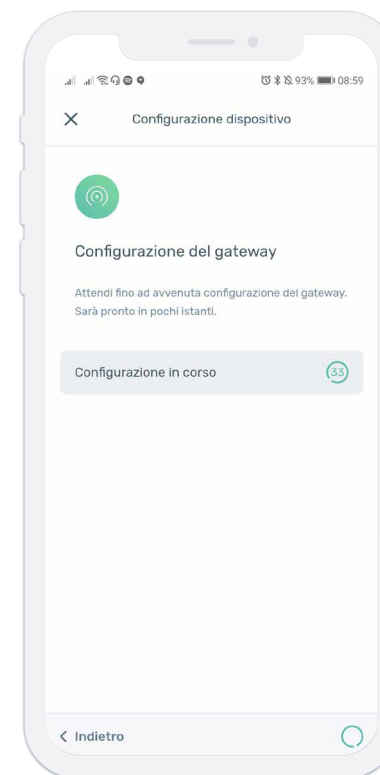 93% 08:59
Configurazione dispositivo
Configurazione del gateway
Attendi fino ad avvenuta configurazione del gateway.
Sarà pronto in pochi istanti.
Configurazione in corso 33
Indietro